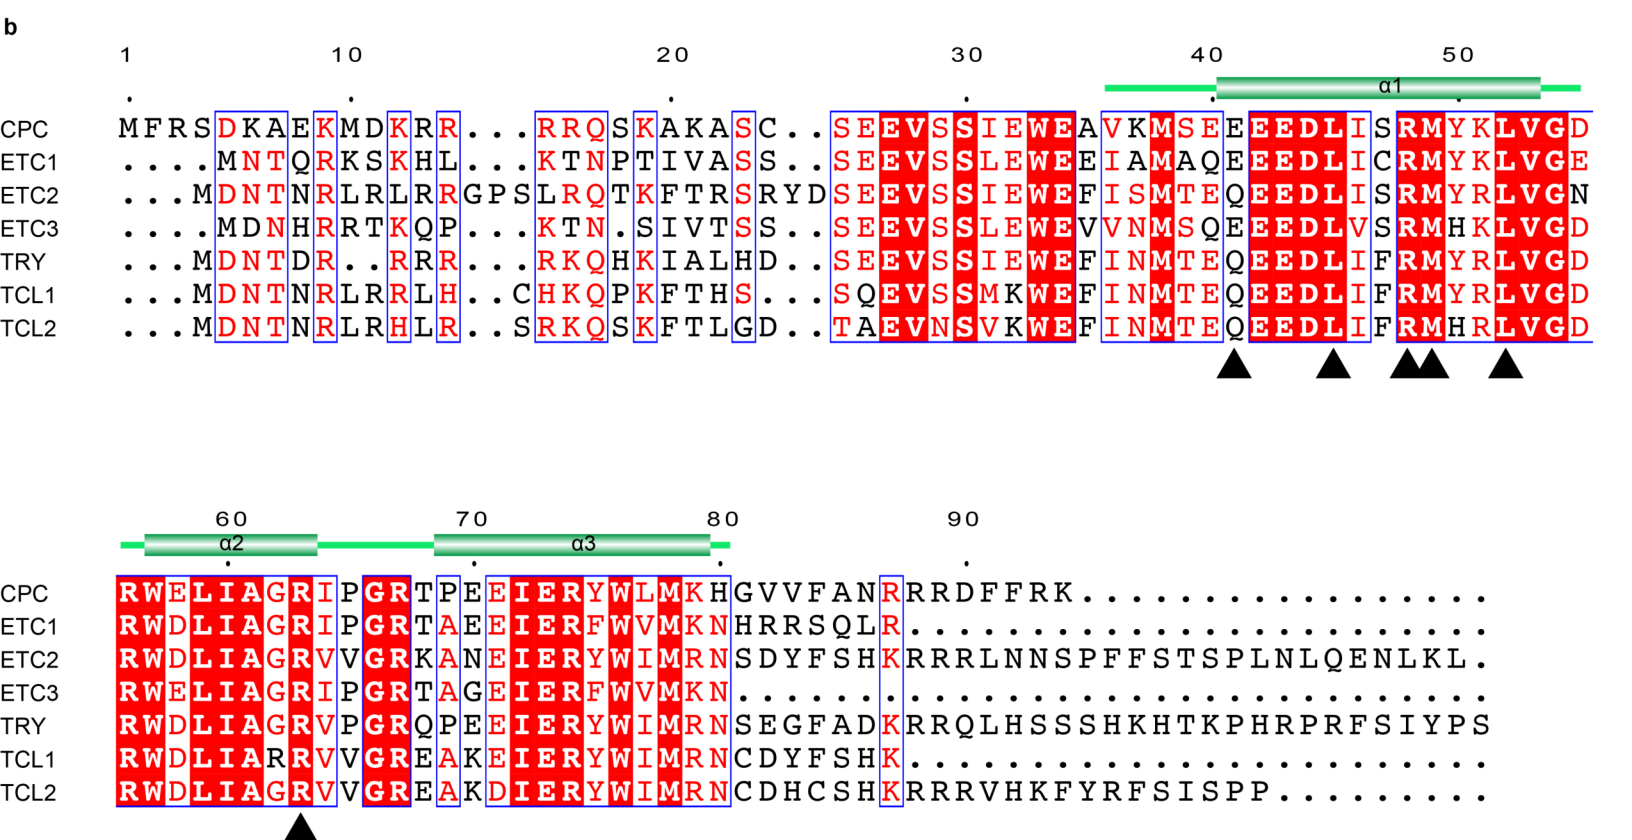 b
1 10 20 30 40 50
α1
CPC MFRSDKAEKMDKRR...RRQSKAKASC..SEEVSSIEWEAVKMSEEEEDLISRMYKLVGD
ETC1 ....MNTQRKSKHL...KTNPTIVASS..SEEVSSLEWEEIAMAQEEEDLICRMYKLVGE
ETC2 ...MDNTNRLRLRRGPSLRQTKFTRSRYDSEEVSSIEWEFISMTEQEEDLISRMYRLVGN
ETC3 ....MDNHRRTKQP...KTN.SIVTSS..SEEVSSLEWEVVNMSQEEEDLVSRMHKLVGD
TRY ...MDNTDR..RRR...RKQHKIALHD..SEEVSSIEWEFINMTEQEEDLIFRMYRLVGD
TCL1 ...MDNTNRLRRLH..CHKQPKFTHS...SQEVSSMKWEFINMTEQEEDLIFRMYRLVGD
TCL2 ...MDNTNRLRHLR..SRKQSKFTLGD..TAEVNSVKWEFINMTEQEEDLIFRMHRLVGD
60 70 80 90
α2 α3
CPC RWELIAGRIPGRTPEEIERYWLMKHGVVFANRRRDFFRK.................
ETC1 RWDLIAGRIPGRTAEEIERFWVMKNHRRSQLR........................
ETC2 RWDLIAGRVVGRKANEIERYWIMRNSDYFSHKRRRLNNSPFFSTSPLNLQENLKL.
ETC3 RWELIAGRIPGRTAGEIERFWVMKN...............................
TRY RWDLIAGRVPGRQPEEIERYWIMRNSEGFADKRRQLHSSSHKHTKPHRPRFSIYPS
TCL1 RWDLIARRVVGREAKEIERYWIMRNCDYFSHK........................
TCL2 RWDLIAGRVVGREAKDIERYWIMRNCDHCSHKRRRVHKFYRFSISPP.........